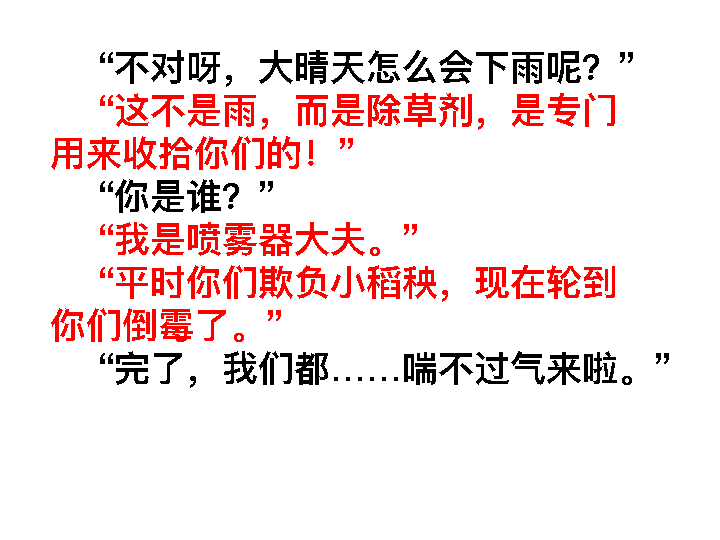 “不对呀，大晴天怎么会下雨呢？”
“这不是雨，而是除草剂，是专门
用来收拾你们的！”
“你是谁？”
“我是喷雾器大夫。”
“平时你们欺负小稻秧，现在轮到
你们倒霉了。”
“完了，我们都……喘不过气来啦。”